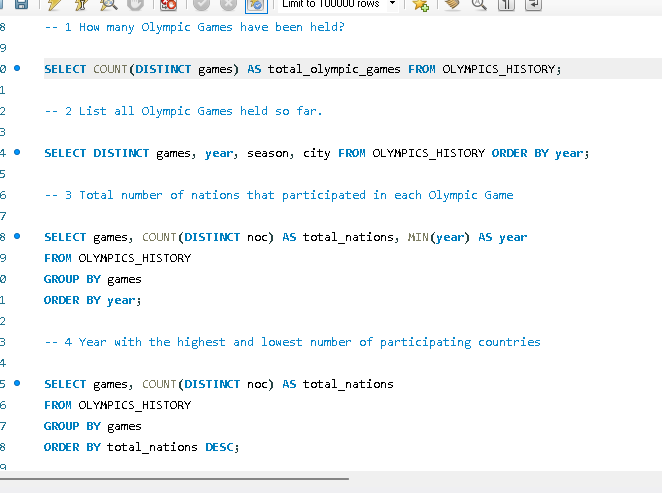 Limit to 100000 rows
8 -- 1 How many Olympic Games have been held?
9
0 SELECT COUNT(DISTINCT games) AS total_olympic_games FROM OLYMPICS_HISTORY;
1
2 -- 2 List all Olympic Games held so far.
3
4 SELECT DISTINCT games, year, season, city FROM OLYMPICS_HISTORY ORDER BY year;
5
6 -- 3 Total number of nations that participated in each Olympic Game
7
8 SELECT games, COUNT(DISTINCT noc) AS total_nations, MIN(year) AS year
9 FROM OLYMPICS_HISTORY
0 GROUP BY games
1 ORDER BY year;
2
3 -- 4 Year with the highest and lowest number of participating countries
4
5 SELECT games, COUNT(DISTINCT noc) AS total_nations
6 FROM OLYMPICS_HISTORY
7 GROUP BY games
8 ORDER BY total_nations DESC;
9